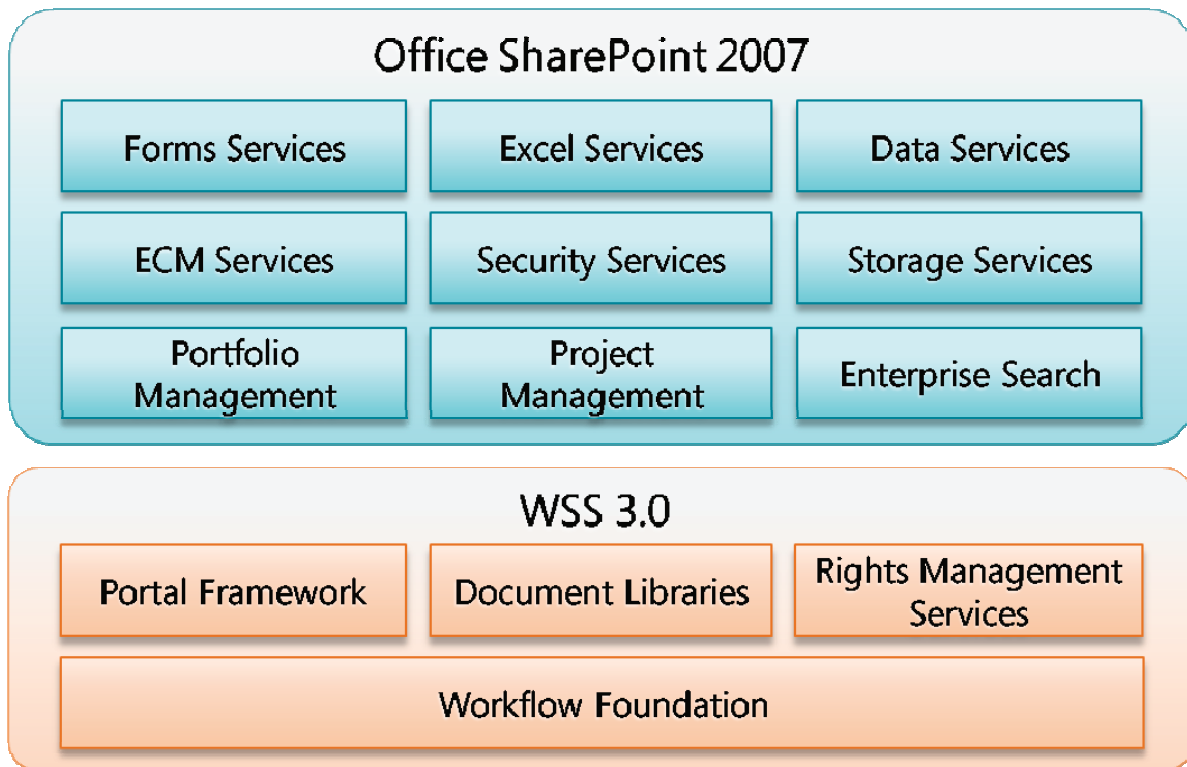 Office SharePoint 2007
Forms Services
Excel Services
Data Services
ECM Services
Security Services
Storage Services
Portfolio
Management
Project
Management
Enterprise Search
WSS 3.0
Portal Framework
Document Libraries
Rights Management
Services
Workflow Foundation